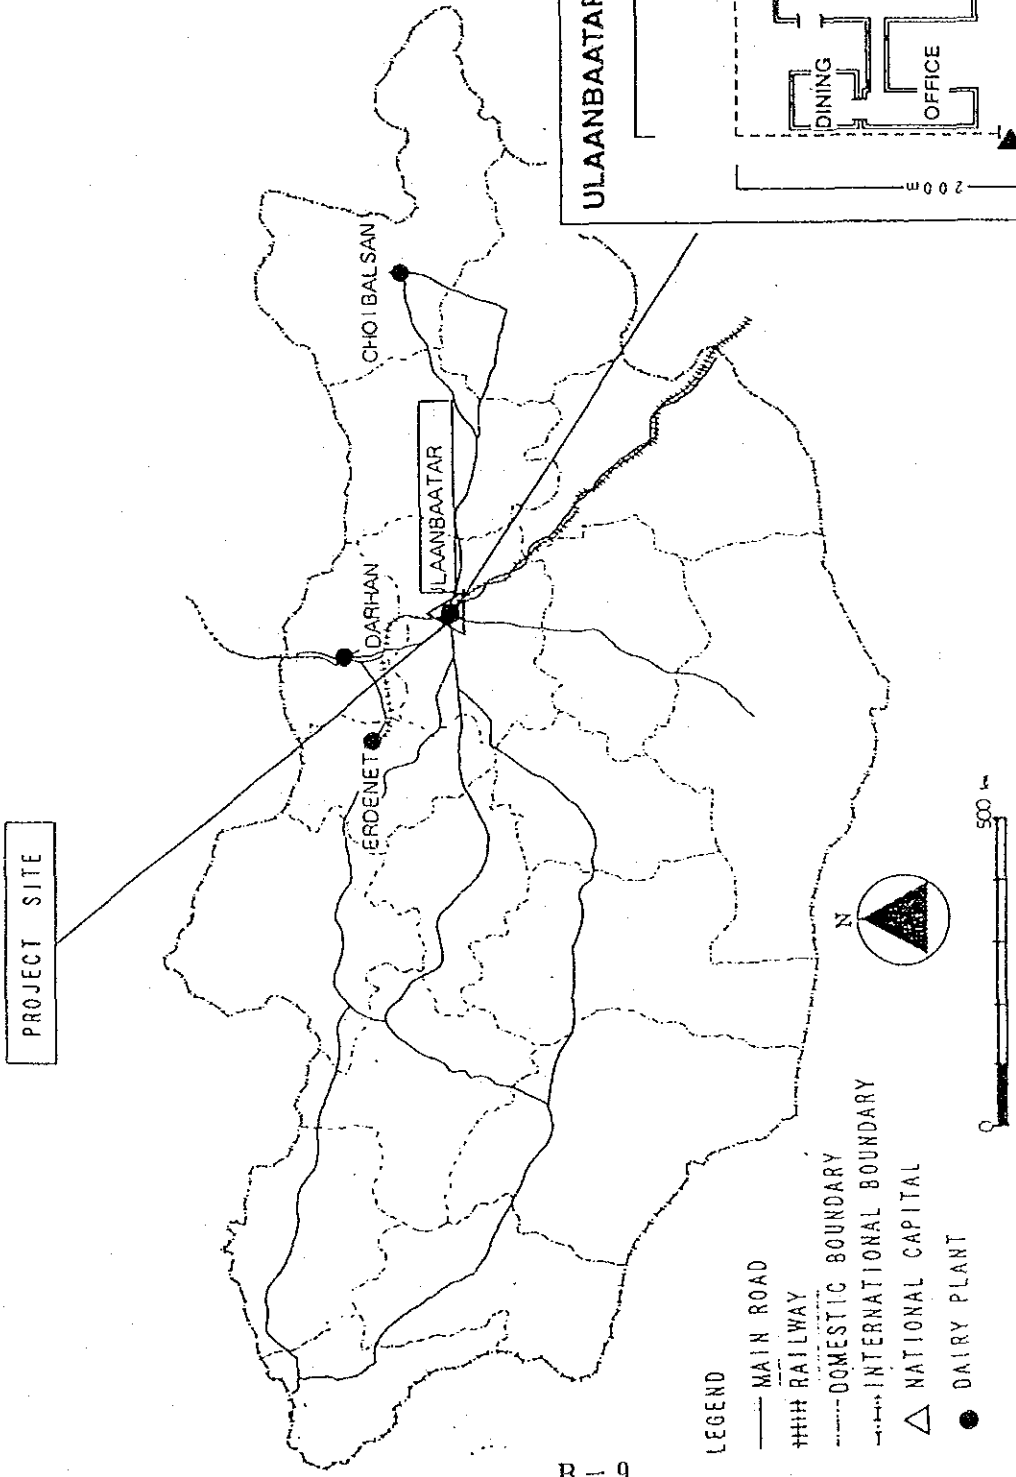 PROJECT SITE
ULAANBAATAR
DINING
OFFICE
200m
CHOIBALSAN
ULAANBAATAR
DARHAN
ERDENET
N
0
500 k
LEGEND
MAIN ROAD
RAILWAY
DOMESTIC BOUNDARY
INTERNATIONAL BOUNDARY
NATIONAL CAPITAL
DAIRY PLANT
B-9